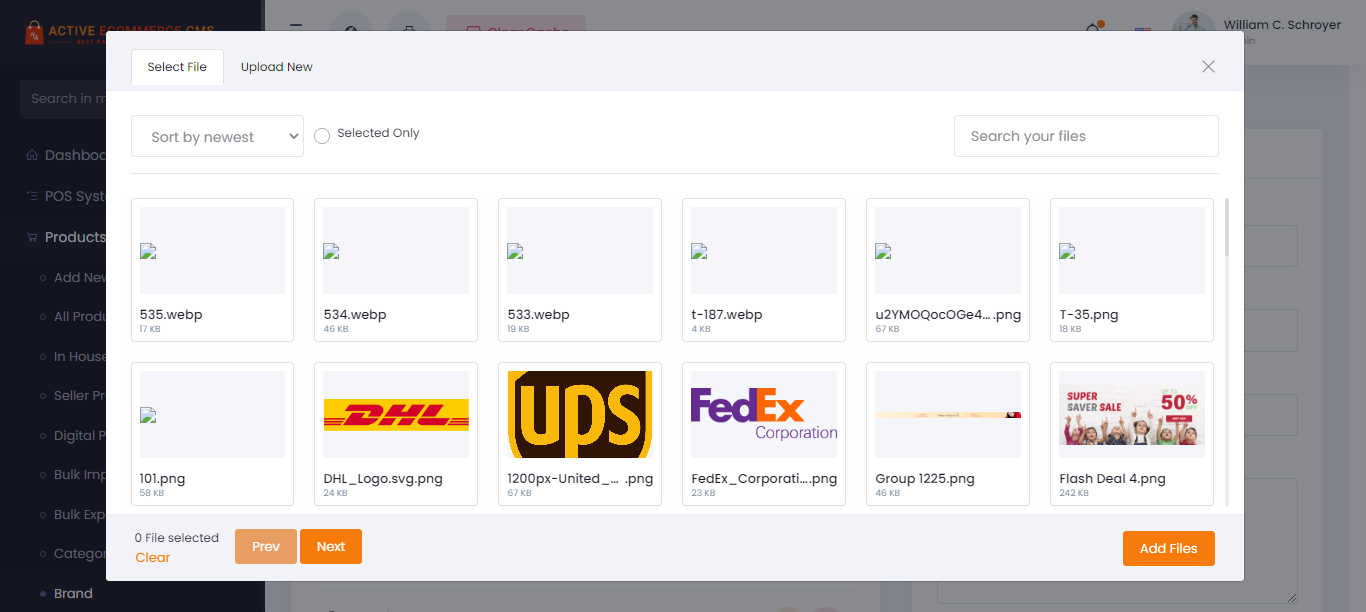 ACTIVE ECOMMERCE CMS
Clear Cache
William C. Schroyer
Select File
Upload New
Search in m
Sort by newest
Selected Only
Search your files
Dashboa
POS Syste
Products
Add New
All Produ
In House
Seller Pr
Digital P
Bulk Imp
Bulk Exp
Categor
Brand
535.webp
17 KB
534.webp
46 KB
533.webp
19 KB
t-187.webp
4 KB
u2YMOQocOGe4... .png
67 KB
T-35.png
18 KB
DHL
ups
FedEx
Corporation
SUPER
SAVER SALE
UP TO
50%
OFF
101.png
58 KB
DHL_Logo.svg.png
24 KB
1200px-United_... .png
67 KB
FedEx_Corporati....png
23 KB
Group 1225.png
46 KB
Flash Deal 4.png
242 KB
0 File selected
Clear
Prev
Next
Add Files